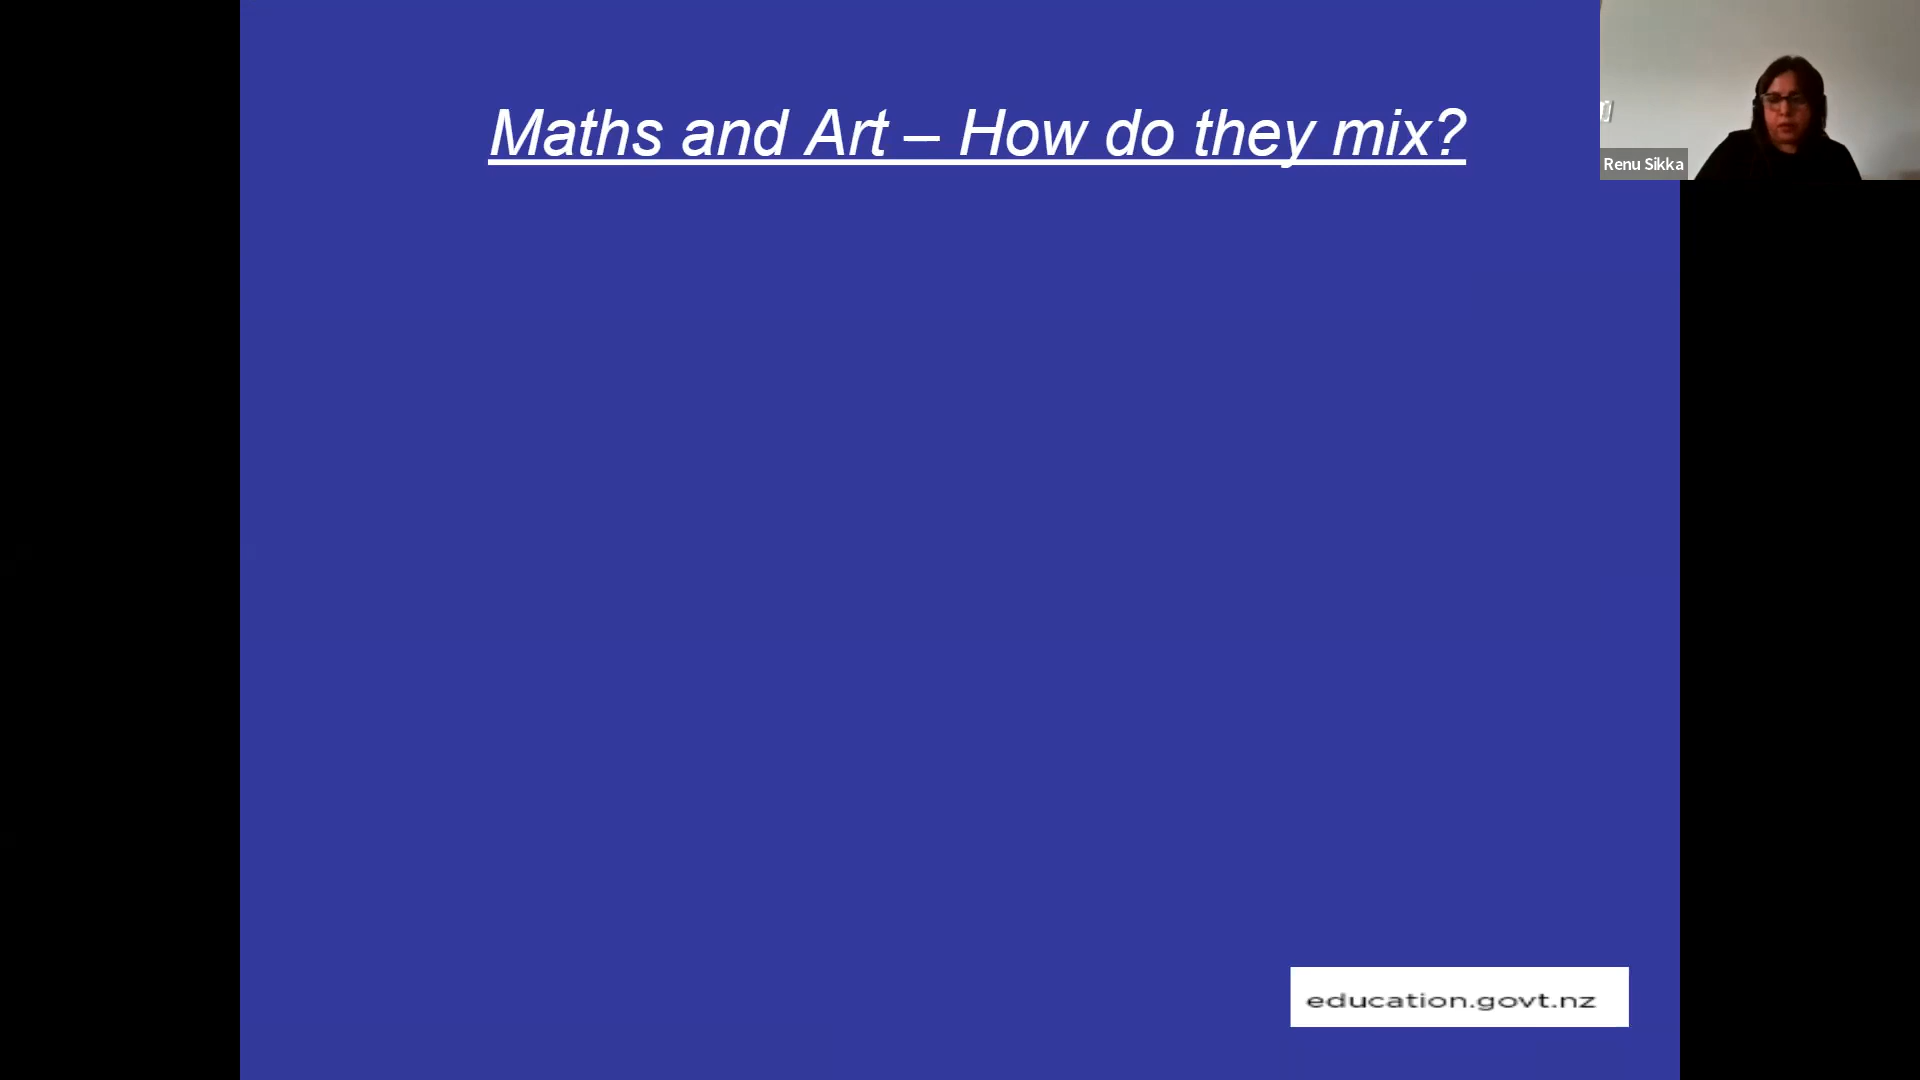 Maths and Art – How do they mix?
Renu Sikka
education.govt.nz